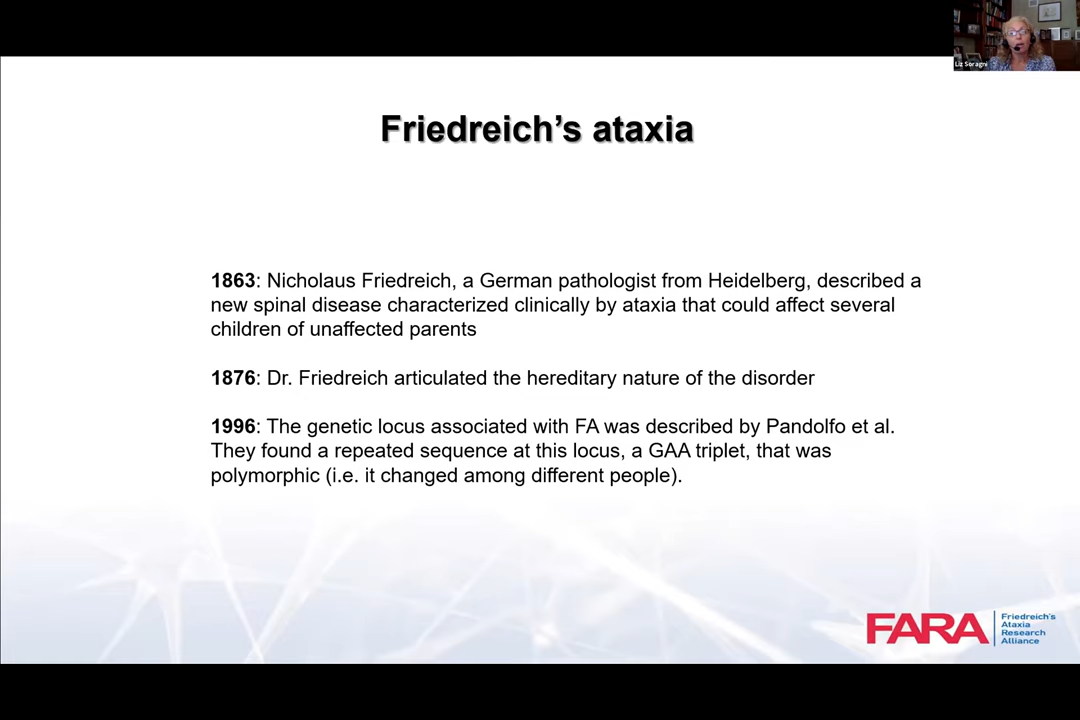 Liz Soragni
Friedreich’s ataxia
1863: Nicholaus Friedreich, a German pathologist from Heidelberg, described a
new spinal disease characterized clinically by ataxia that could affect several
children of unaffected parents
1876: Dr. Friedreich articulated the hereditary nature of the disorder
1996: The genetic locus associated with FA was described by Pandolfo et al.
They found a repeated sequence at this locus, a GAA triplet, that was
polymorphic (i.e. it changed among different people).
FARA
Friedreich's
Ataxia
Research
Alliance